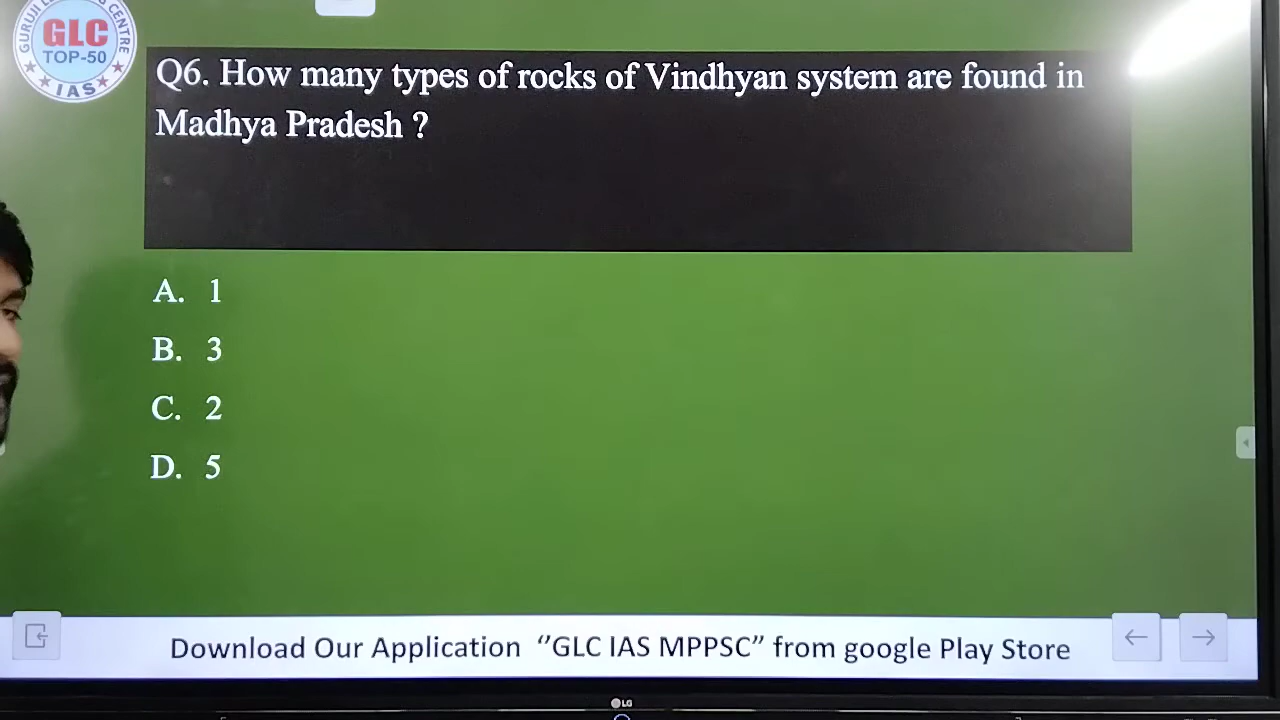 GLC
TOP-50
IAS
CENTRE
Q6. How many types of rocks of Vindhyan system are found in
Madhya Pradesh ?
A. 1
B. 3
C. 2
D. 5
Download Our Application “GLC IAS MPPSC” from google Play Store
LG